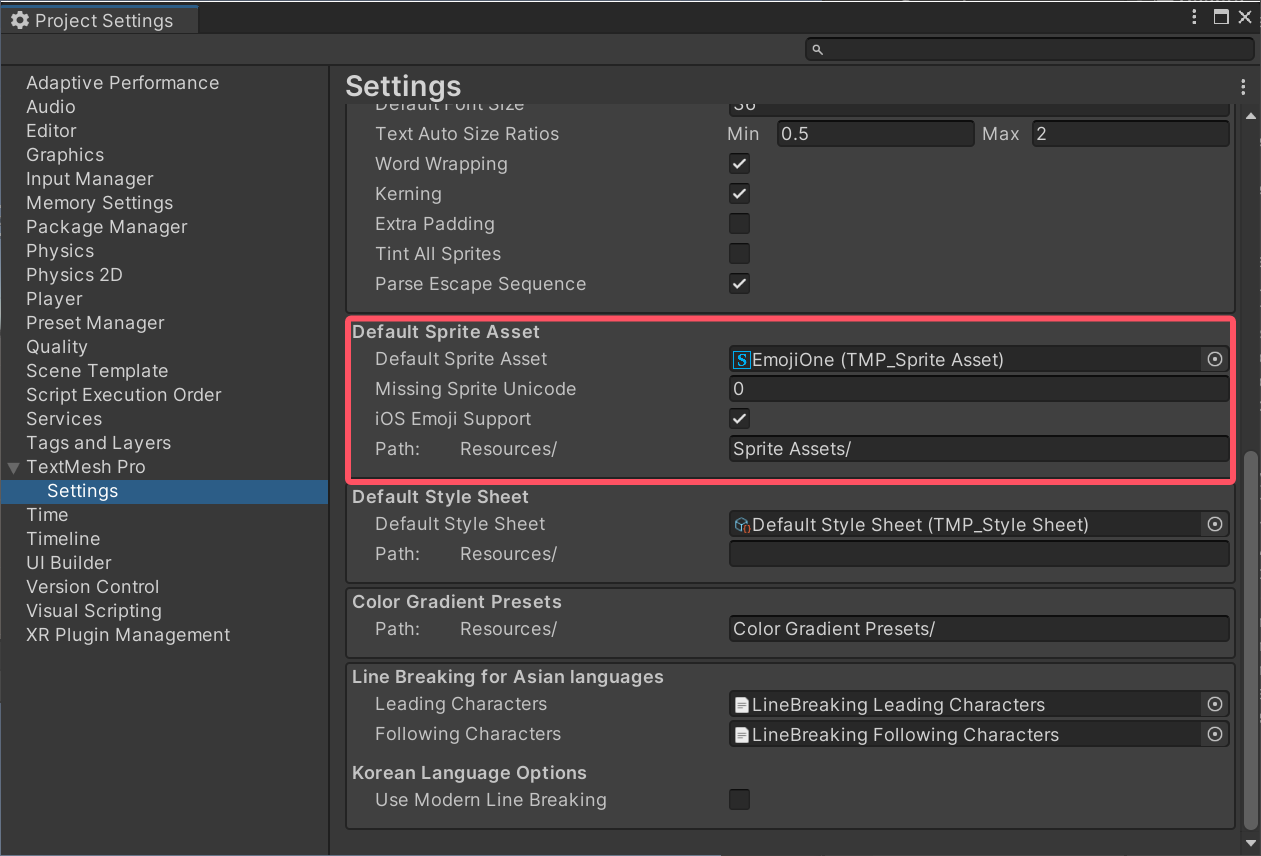 Project Settings
Adaptive Performance
Audio
Editor
Graphics
Input Manager
Memory Settings
Package Manager
Physics
Physics 2D
Player
Preset Manager
Quality
Scene Template
Script Execution Order
Services
Tags and Layers
TextMesh Pro
Settings
Time
Timeline
UI Builder
Version Control
Visual Scripting
XR Plugin Management
Settings
Default Font Size 36
Text Auto Size Ratios Min 0.5 Max 2
Word Wrapping
Kerning
Extra Padding
Tint All Sprites
Parse Escape Sequence
Default Sprite Asset
Default Sprite Asset EmojiOne (TMP_Sprite Asset)
Missing Sprite Unicode 0
iOS Emoji Support
Path: Resources/ Sprite Assets/
Default Style Sheet
Default Style Sheet Default Style Sheet (TMP_Style Sheet)
Path: Resources/
Color Gradient Presets
Path: Resources/ Color Gradient Presets/
Line Breaking for Asian languages
Leading Characters LineBreaking Leading Characters
Following Characters LineBreaking Following Characters
Korean Language Options
Use Modern Line Breaking